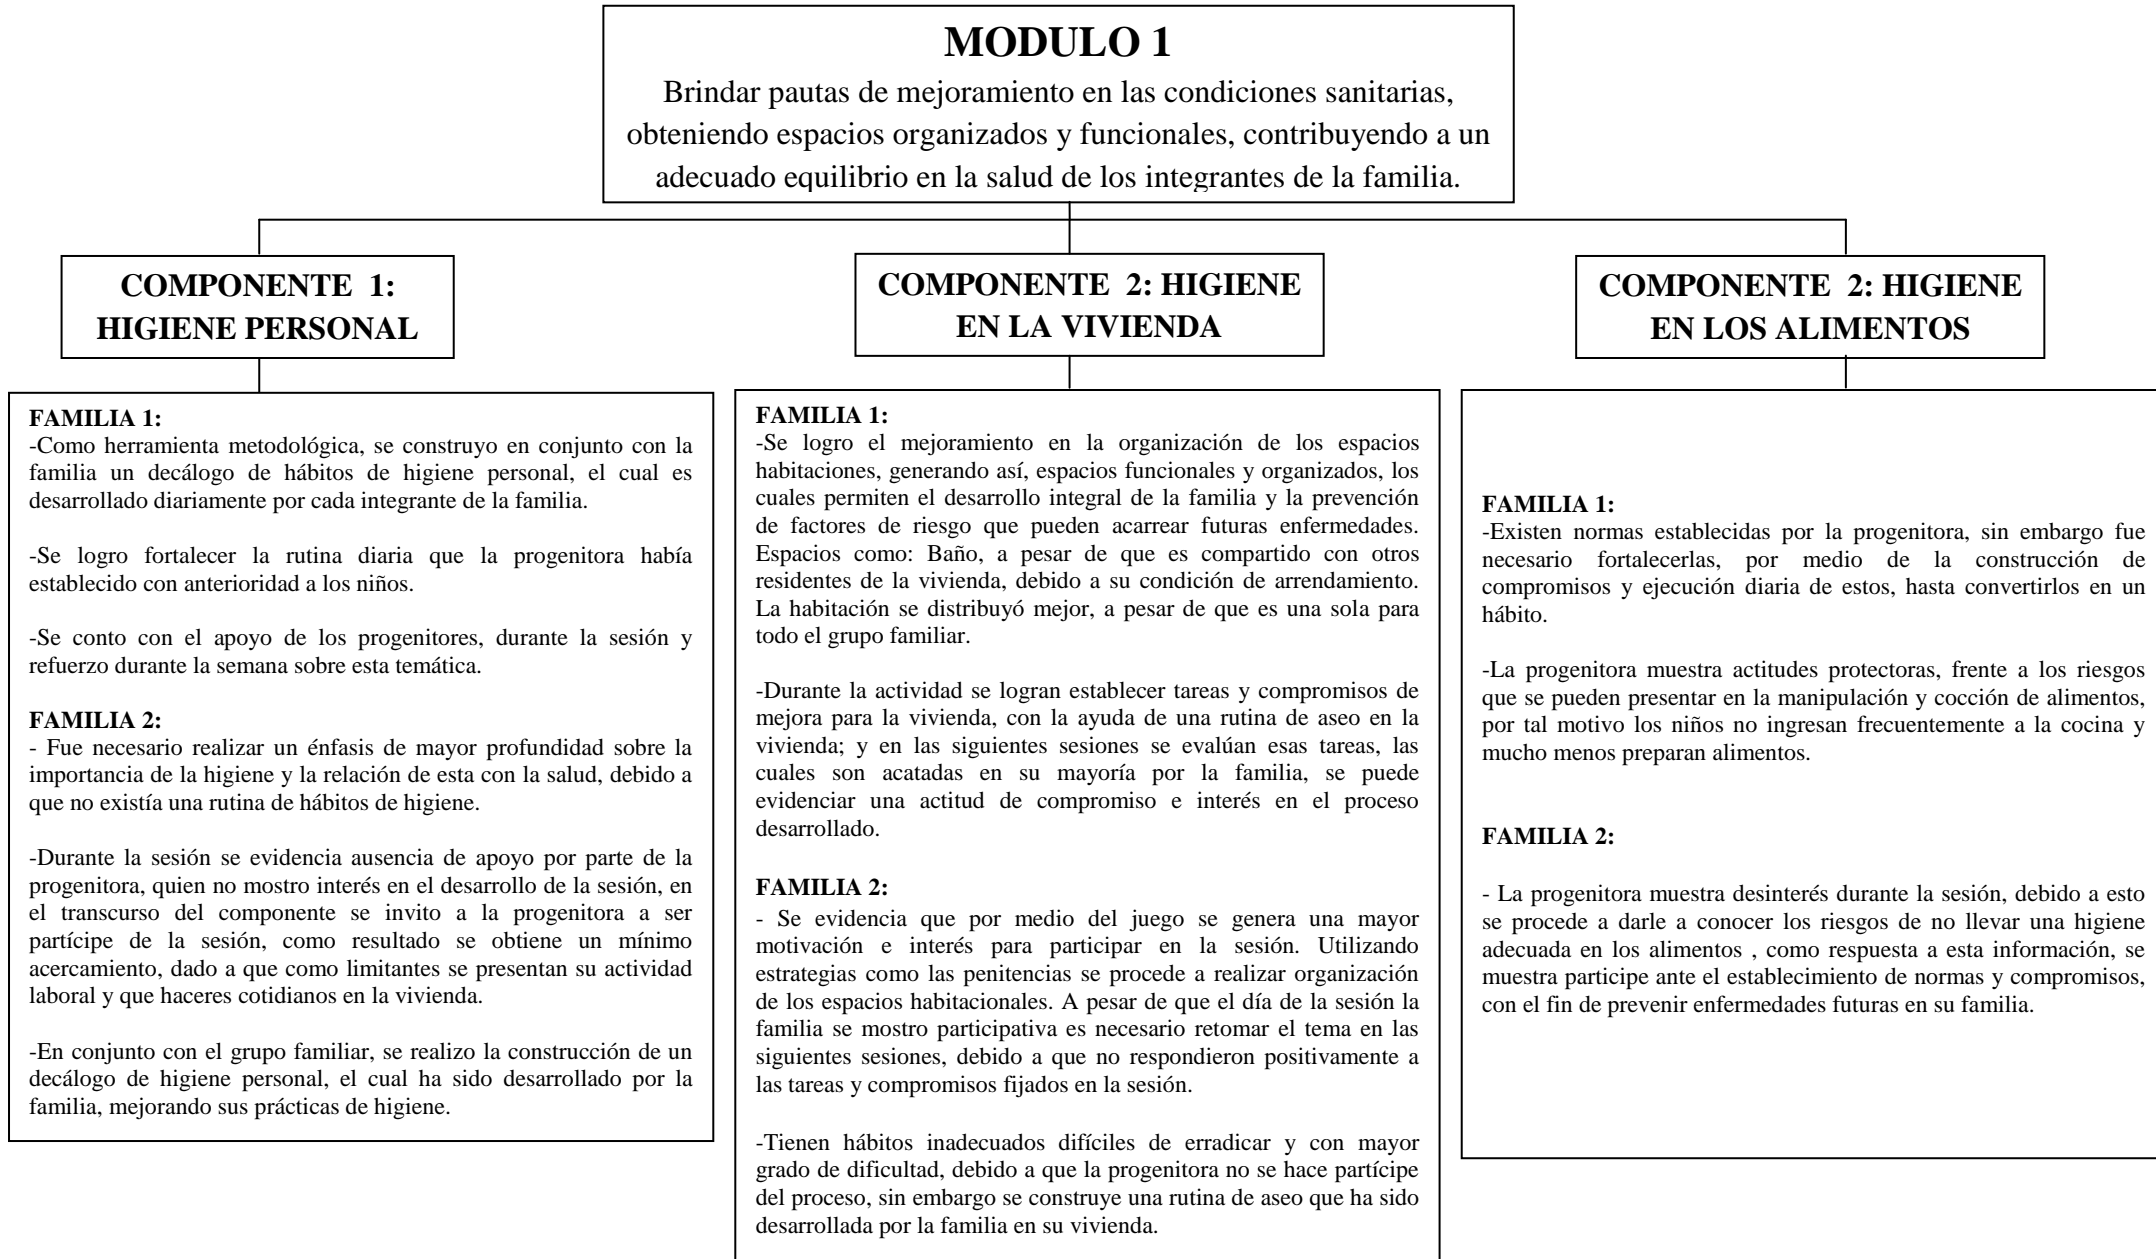 MODULO 1
Brindar pautas de mejoramiento en las condiciones sanitarias,
obteniendo espacios organizados y funcionales, contribuyendo a un
adecuado equilibrio en la salud de los integrantes de la familia.
COMPONENTE 1:
HIGIENE PERSONAL
FAMILIA 1:
-Como herramienta metodológica, se construyo en conjunto con la
familia un decálogo de hábitos de higiene personal, el cual es
desarrollado diariamente por cada integrante de la familia.
-Se logro fortalecer la rutina diaria que la progenitora había
establecido con anterioridad a los niños.
-Se conto con el apoyo de los progenitores, durante la sesión y
refuerzo durante la semana sobre esta temática.
FAMILIA 2:
- Fue necesario realizar un énfasis de mayor profundidad sobre la
importancia de la higiene y la relación de esta con la salud, debido a
que no existía una rutina de hábitos de higiene.
-Durante la sesión se evidencia ausencia de apoyo por parte de la
progenitora, quien no mostro interés en el desarrollo de la sesión, en
el transcurso del componente se invito a la progenitora a ser
partícipe de la sesión, como resultado se obtiene un mínimo
acercamiento, dado a que como limitantes se presentan su actividad
laboral y que haceres cotidianos en la vivienda.
-En conjunto con el grupo familiar, se realizo la construcción de un
decálogo de higiene personal, el cual ha sido desarrollado por la
familia, mejorando sus prácticas de higiene.
COMPONENTE 2: HIGIENE
EN LA VIVIENDA
FAMILIA 1:
-Se logro el mejoramiento en la organización de los espacios
habitaciones, generando así, espacios funcionales y organizados, los
cuales permiten el desarrollo integral de la familia y la prevención
de factores de riesgo que pueden acarrear futuras enfermedades.
Espacios como: Baño, a pesar de que es compartido con otros
residentes de la vivienda, debido a su condición de arrendamiento.
La habitación se distribuyó mejor, a pesar de que es una sola para
todo el grupo familiar.
-Durante la actividad se logran establecer tareas y compromisos de
mejora para la vivienda, con la ayuda de una rutina de aseo en la
vivienda; y en las siguientes sesiones se evalúan esas tareas, las
cuales son acatadas en su mayoría por la familia, se puede
evidenciar una actitud de compromiso e interés en el proceso
desarrollado.
FAMILIA 2:
- Se evidencia que por medio del juego se genera una mayor
motivación e interés para participar en la sesión. Utilizando
estrategias como las penitencias se procede a realizar organización
de los espacios habitacionales. A pesar de que el día de la sesión la
familia se mostro participativa es necesario retomar el tema en las
siguientes sesiones, debido a que no respondieron positivamente a
las tareas y compromisos fijados en la sesión.
-Tienen hábitos inadecuados difíciles de erradicar y con mayor
grado de dificultad, debido a que la progenitora no se hace partícipe
del proceso, sin embargo se construye una rutina de aseo que ha sido
desarrollada por la familia en su vivienda.
COMPONENTE 2: HIGIENE
EN LOS ALIMENTOS
FAMILIA 1:
-Existen normas establecidas por la progenitora, sin embargo fue
necesario fortalecerlas, por medio de la construcción de
compromisos y ejecución diaria de estos, hasta convertirlos en un
hábito.
-La progenitora muestra actitudes protectoras, frente a los riesgos
que se pueden presentar en la manipulación y cocción de alimentos,
por tal motivo los niños no ingresan frecuentemente a la cocina y
mucho menos preparan alimentos.
FAMILIA 2:
- La progenitora muestra desinterés durante la sesión, debido a esto
se procede a darle a conocer los riesgos de no llevar una higiene
adecuada en los alimentos , como respuesta a esta información, se
muestra participe ante el establecimiento de normas y compromisos,
con el fin de prevenir enfermedades futuras en su familia.